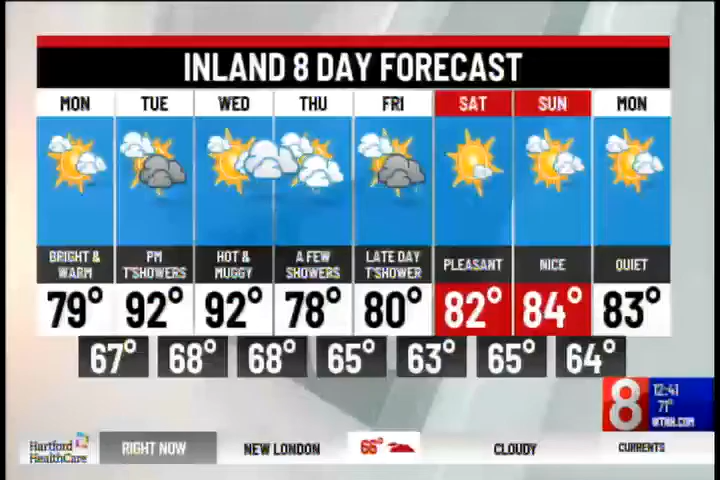 INLAND 8 DAY FORECAST
MON TUE WED THU FRI SAT SUN MON
BRIGHT & WARM
PM T'SHOWERS
HOT & MUGGY
A FEW SHOWERS
LATE DAY T'SHOWER
PLEASANT
NICE
QUIET
79° 92° 92° 78° 80° 82° 84° 83°
67° 68° 68° 65° 63° 65° 64°
8
12:41
71°
WTNH.COM
Hartford
HealthCare
RIGHT NOW NEW LONDON 66° CLOUDY CURRENTS